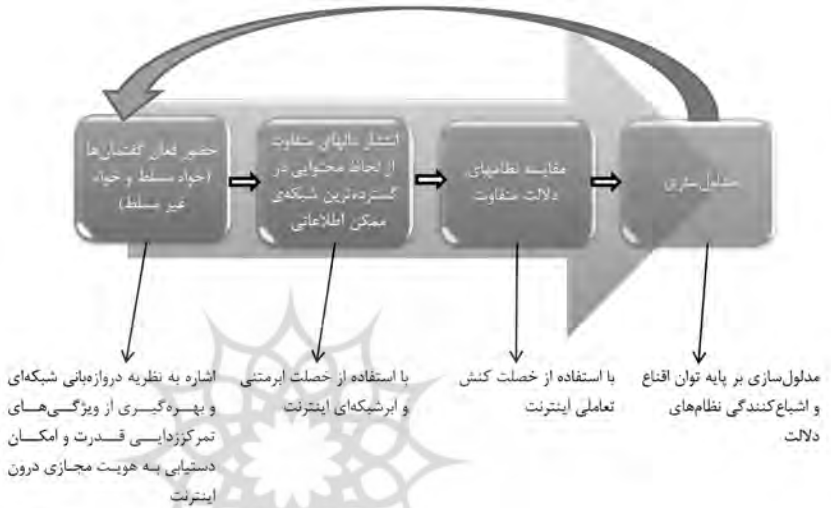 حضور فعال گفتمان‌ها
(خواه مسلط و خواه
غیر مسلط)
انتشار دالهای متفاوت
از لحاظ محتوایی در
گسترده‌ترین شبکه‌ی
ممکن اطلاعاتی
مقایسه نظامهای
دلالت متفاوت
مدلول‌سازی
اشاره به نظریه دروازه‌بانی شبکه‌ای
و بهره‌گیری از ویژگی‌های
تمرکززدایی قدرت و امکان
دستیابی به هویت مجازی درون
اینترنت
با استفاده از خصلت ابرمتنی
و ابرشبکه‌ای اینترنت
با استفاده از خصلت کنش
تعاملی اینترنت
مدلول‌سازی بر پایه توان اقناع
و اشباع‌کنندگی نظام‌های
دلالت